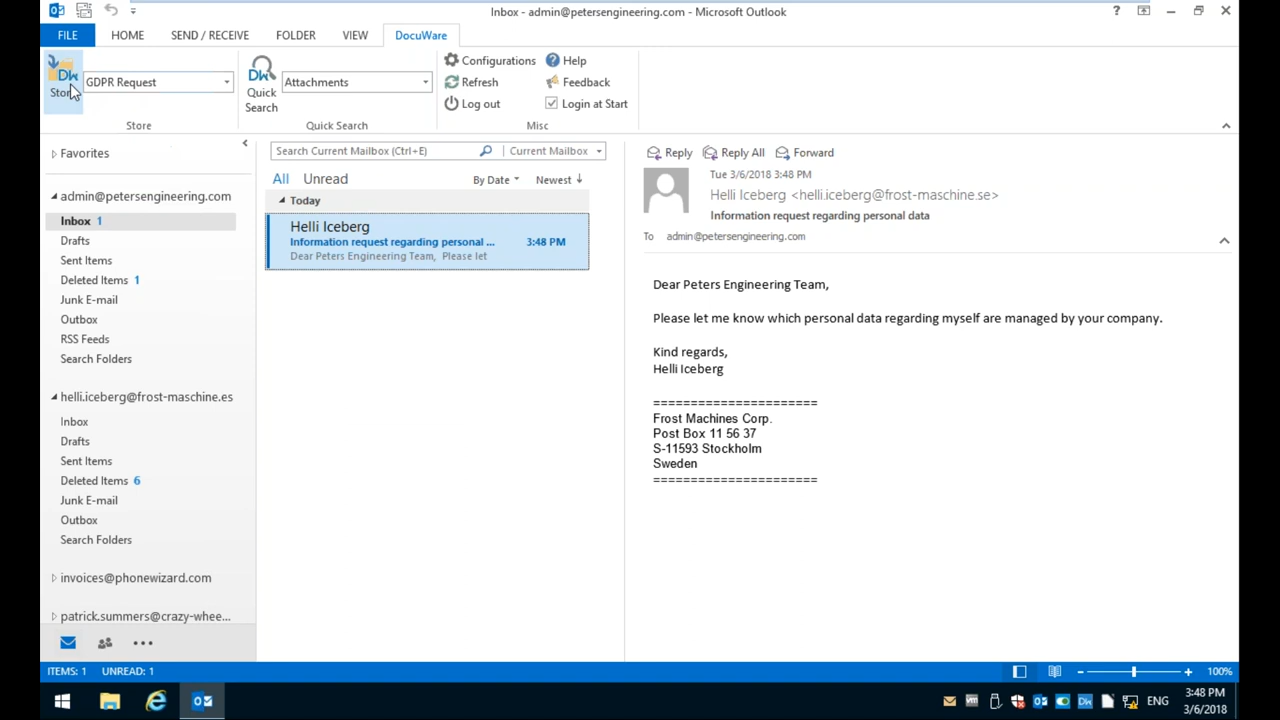 Inbox - admin@petersengineering.com - Microsoft Outlook
FILE HOME SEND / RECEIVE FOLDER VIEW DocuWare
Store GDPR Request
Quick Search Attachments
Configurations Help
Refresh Feedback
Log out Login at Start
Store Quick Search Misc
Favorites
admin@petersengineering.com
Inbox 1
Drafts
Sent Items
Deleted Items 1
Junk E-mail
Outbox
RSS Feeds
Search Folders
helli.iceberg@frost-maschine.es
Inbox
Drafts
Sent Items
Deleted Items 6
Junk E-mail
Outbox
Search Folders
invoices@phonewizard.com
patrick.summers@crazy-whee...
Search Current Mailbox (Ctrl+E) Current Mailbox
All Unread By Date Newest
Today
Helli Iceberg
Information request regarding personal ... 3:48 PM
Dear Peters Engineering Team, Please let
Reply Reply All Forward
Tue 3/6/2018 3:48 PM
Helli Iceberg <helli.iceberg@frost-maschine.se>
Information request regarding personal data
To admin@petersengineering.com
Dear Peters Engineering Team,
Please let me know which personal data regarding myself are managed by your company.
Kind regards,
Helli Iceberg
======================
Frost Machines Corp.
Post Box 11 56 37
S-11593 Stockholm
Sweden
======================
ITEMS: 1 UNREAD: 1 100%
ENG 3:48 PM
3/6/2018